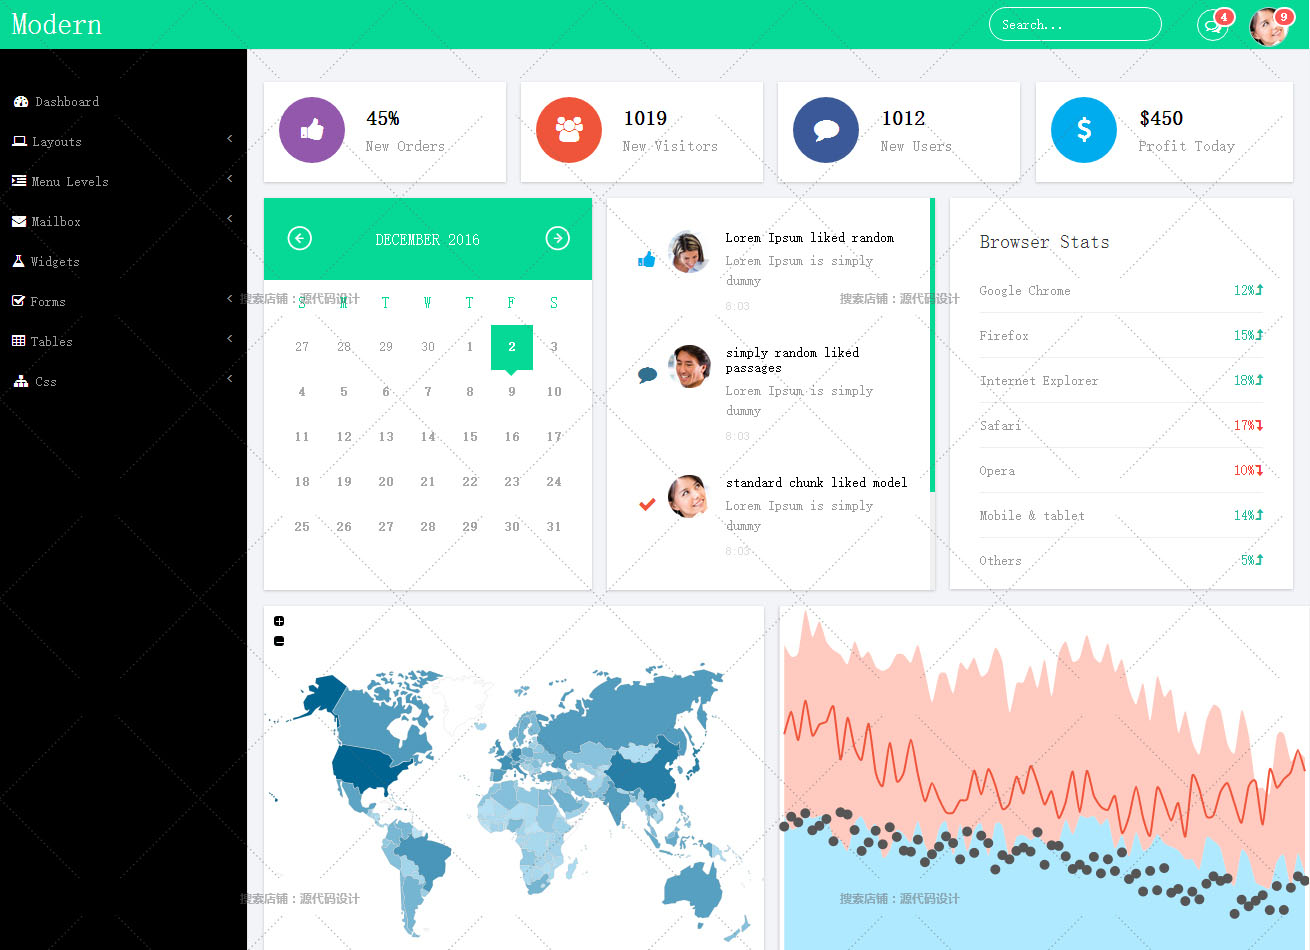 Modern
Search...
4
9
Dashboard
Layouts
Menu Levels
Mailbox
Widgets
Forms
Tables
Css
45%
New Orders
1019
New Visitors
1012
New Users
$450
Profit Today
DECEMBER 2016
S M T W T F S
27 28 29 30 1 2 3
4 5 6 7 8 9 10
11 12 13 14 15 16 17
18 19 20 21 22 23 24
25 26 27 28 29 30 31
Lorem Ipsum liked random
Lorem Ipsum is simply
dummy
8:03
simply random liked
passages
Lorem Ipsum is simply
dummy
8:03
standard chunk liked model
Lorem Ipsum is simply
dummy
8:03
Browser Stats
Google Chrome 12%
Firefox 15%
Internet Explorer 18%
Safari 17%
Opera 10%
Mobile & tablet 14%
Others 5%
搜索店铺：源代码设计
搜索店铺：源代码设计
搜索店铺：源代码设计
搜索店铺：源代码设计